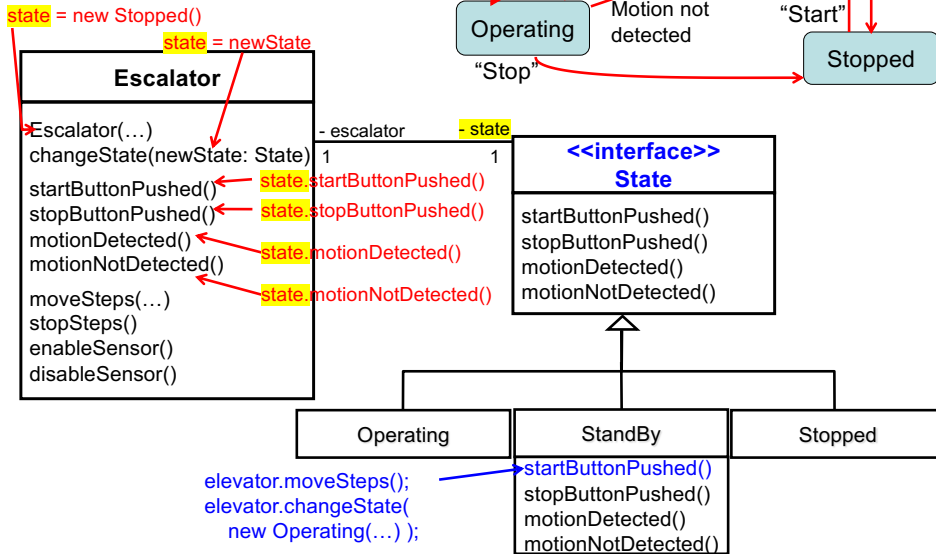 state = new Stopped()
state = newState
Operating
Motion not
detected
"Start"
"Stop"
Stopped
Escalator
Escalator(…)
changeState(newState: State)
startButtonPushed()
stopButtonPushed()
motionDetected()
motionNotDetected()
moveSteps(…)
stopSteps()
enableSensor()
disableSensor()
- escalator
- state
1
1
state.startButtonPushed()
state.stopButtonPushed()
state.motionDetected()
state.motionNotDetected()
<<interface>>
State
startButtonPushed()
stopButtonPushed()
motionDetected()
motionNotDetected()
Operating
StandBy
Stopped
elevator.moveSteps();
elevator.changeState(
new Operating(…) );
startButtonPushed()
stopButtonPushed()
motionDetected()
motionNotDetected()